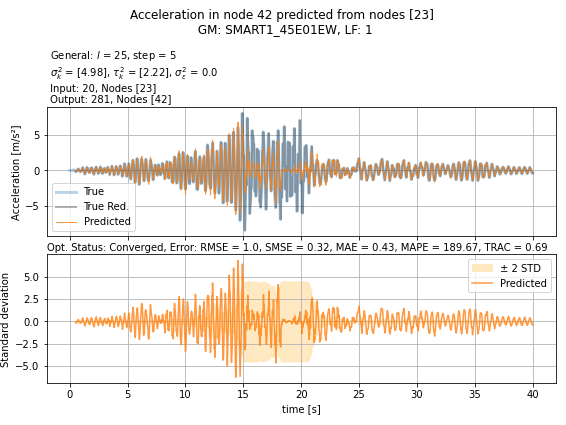 Acceleration in node 42 predicted from nodes [23]
GM: SMART1_45E01EW, LF: 1
General: l = 25, step = 5
σ²ₖ = [4.98], τ²ₖ = [2.22], σ²ε = 0.0
Input: 20, Nodes [23]
Output: 281, Nodes [42]
Acceleration [m/s²]
5
0
−5
True
True Red.
Predicted
Opt. Status: Converged, Error: RMSE = 1.0, SMSE = 0.32, MAE = 0.43, MAPE = 189.67, TRAC = 0.69
Standard deviation
5.0
2.5
0.0
−2.5
−5.0
± 2 STD
Predicted
0 5 10 15 20 25 30 35 40
time [s]